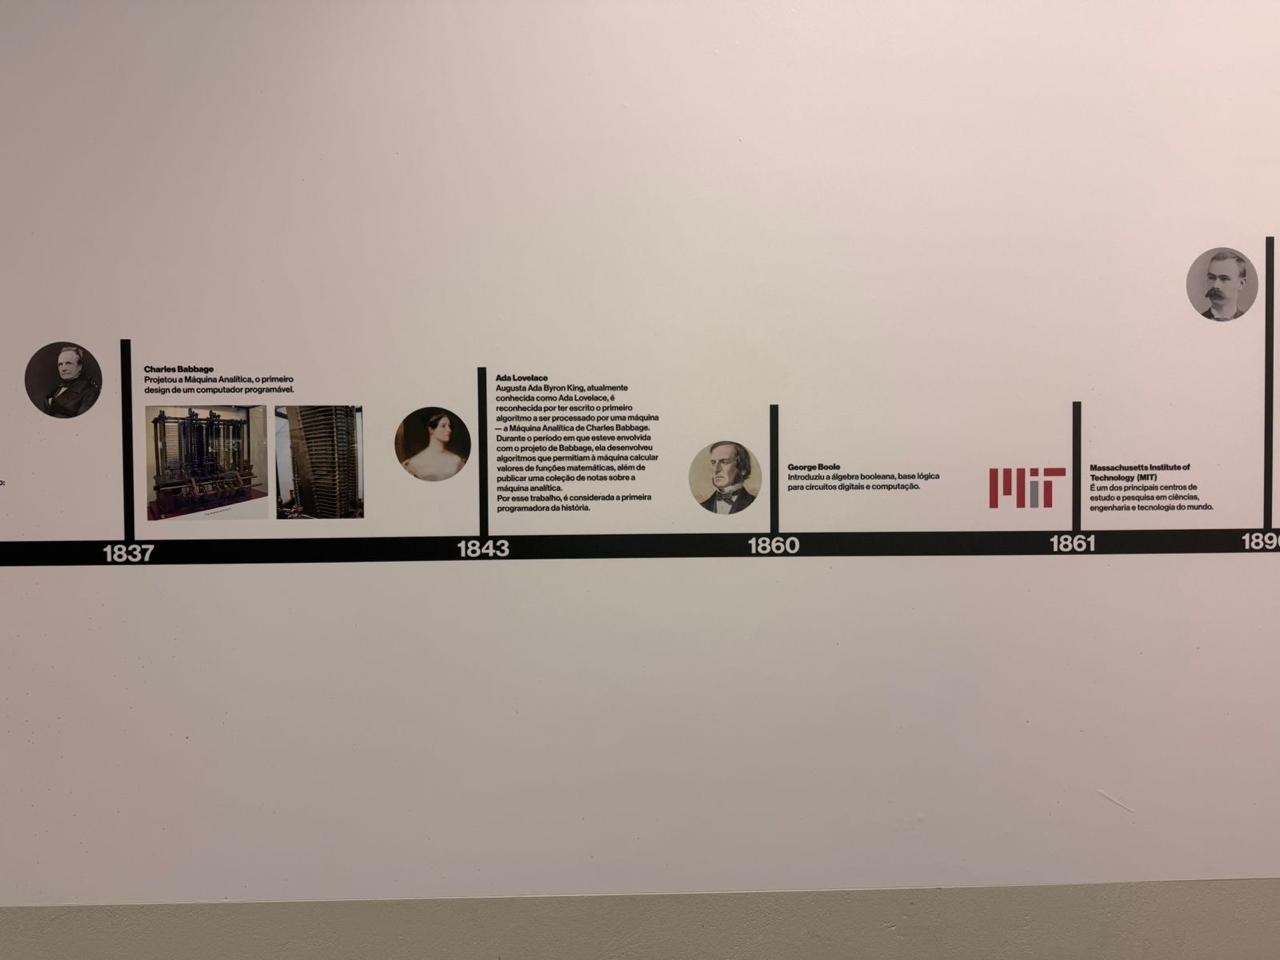 Charles Babbage
Projetou a Máquina Analítica, o primeiro
design de um computador programável.
1837
Ada Lovelace
Augusta Ada Byron King, atualmente
conhecida como Ada Lovelace, é
reconhecida por ter escrito o primeiro
algoritmo a ser processado por uma máquina
— a Máquina Analítica de Charles Babbage.
Durante o período em que esteve envolvida
com o projeto de Babbage, ela desenvolveu
algoritmos que permitiam à máquina calcular
valores de funções matemáticas, além de
publicar uma coleção de notas sobre a
máquina analítica.
Por esse trabalho, é considerada a primeira
programadora da história.
1843
George Boole
Introduziu a álgebra booleana, base lógica
para circuitos digitais e computação.
1860
MIT
Massachusetts Institute of
Technology (MIT)
É um dos principais centros de
estudo e pesquisa em ciências,
engenharia e tecnologia do mundo.
1861